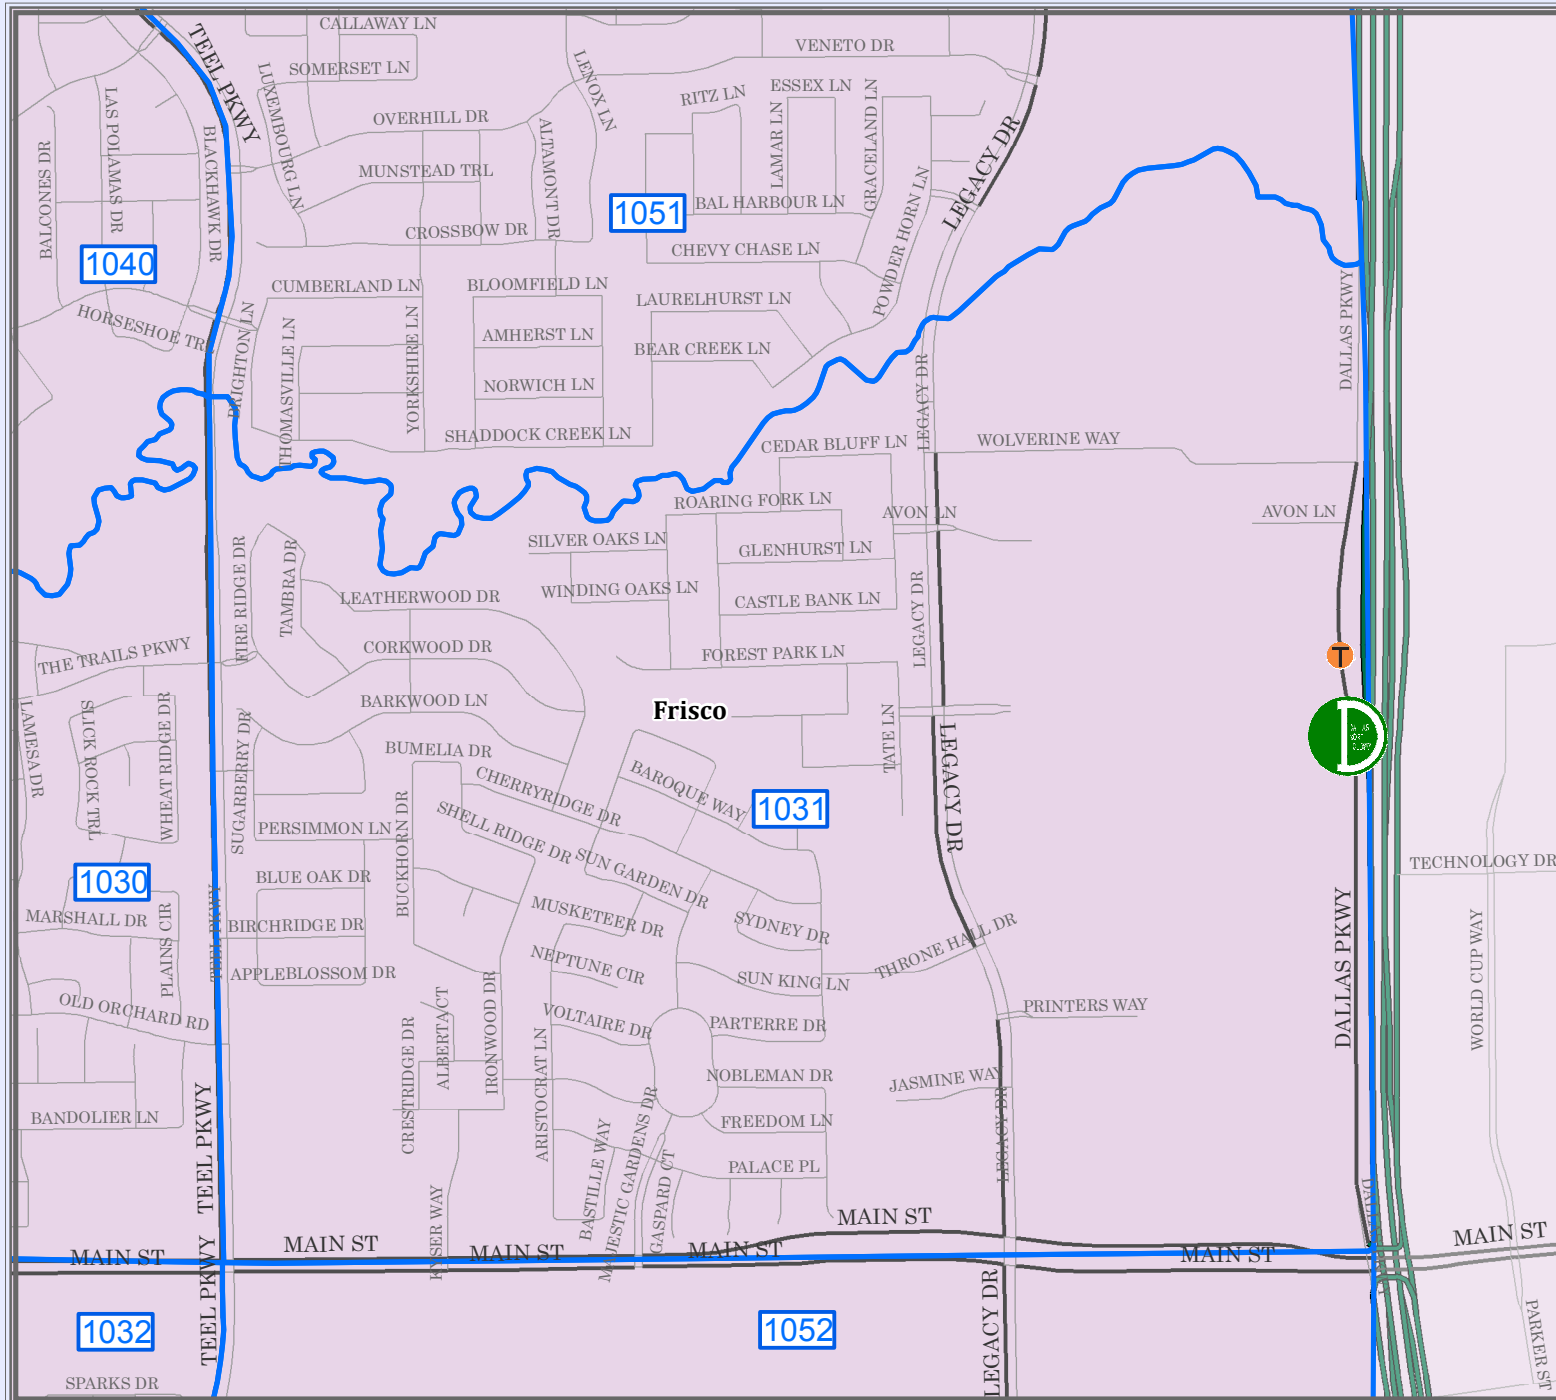 CALLAWAY LN
TEEL PKWY
VENETO DR
SOMERSET LN
LENOX LN
LUXEMBOURG LN
ESSEX LN
RITZ LN
LAS POLAMAS DR
OVERHILL DR
ALTAMONT DR
LAMAR LN
GRACELAND LN
LEGACY DR
BALCONES DR
BLACKHAWK DR
MUNSTEAD TRL
1051
BAL HARBOUR LN
POWDER HORN LN
CROSSBOW DR
CHEVY CHASE LN
1040
CUMBERLAND LN
BLOOMFIELD LN
LAURELHURST LN
DALLAS PKWY
HORSESHOE TRL
BRIGHTON LN
THOMASVILLE LN
YORKSHIRE LN
AMHERST LN
BEAR CREEK LN
NORWICH LN
LEGACY DR
SHADDOCK CREEK LN
CEDAR BLUFF LN
WOLVERINE WAY
ROARING FORK LN
AVON LN
AVON LN
SILVER OAKS LN
GLENHURST LN
FIRE RIDGE DR
TAMBRA DR
LEATHERWOOD DR
WINDING OAKS LN
CASTLE BANK LN
LEGACY DR
THE TRAILS PKWY
CORKWOOD DR
FOREST PARK LN
T
BARKWOOD LN
Frisco
LAMESA DR
SLICK ROCK TRL
WHEAT RIDGE DR
SUGARBERRY DR
BUMELIA DR
TATE LN
LEGACY DR
D
CHERRYRIDGE DR
BAROQUE WAY
1031
PERSIMMON LN
BUCKHORN DR
SHELL RIDGE DR
SUN GARDEN DR
TECHNOLOGY DR
1030
BLUE OAK DR
MARSHALL DR
PLAINS CIR
TEEL PKWY
BIRCHRIDGE DR
MUSKETEER DR
SYDNEY DR
THRONE HALL DR
DALLAS PKWY
WORLD CUP WAY
APPLEBLOSSOM DR
NEPTUNE CIR
SUN KING LN
OLD ORCHARD RD
ALBERTA CT
IRONWOOD DR
VOLTAIRE DR
PARTERRE DR
PRINTERS WAY
CRESTRIDGE DR
ARISTOCRAT LN
NOBLEMAN DR
JASMINE WAY
BANDOLIER LN
TEEL PKWY
FREEDOM LN
LEGACY DR
BASTILLE WAY
MAJESTIC GARDENS DR
GASPARD CT
PALACE PL
KYSER WAY
MAIN ST
MAIN ST
MAIN ST
MAIN ST
MAIN ST
MAIN ST
MAIN ST
TEEL PKWY
1032
1052
LEGACY DR
PARKER ST
SPARKS DR